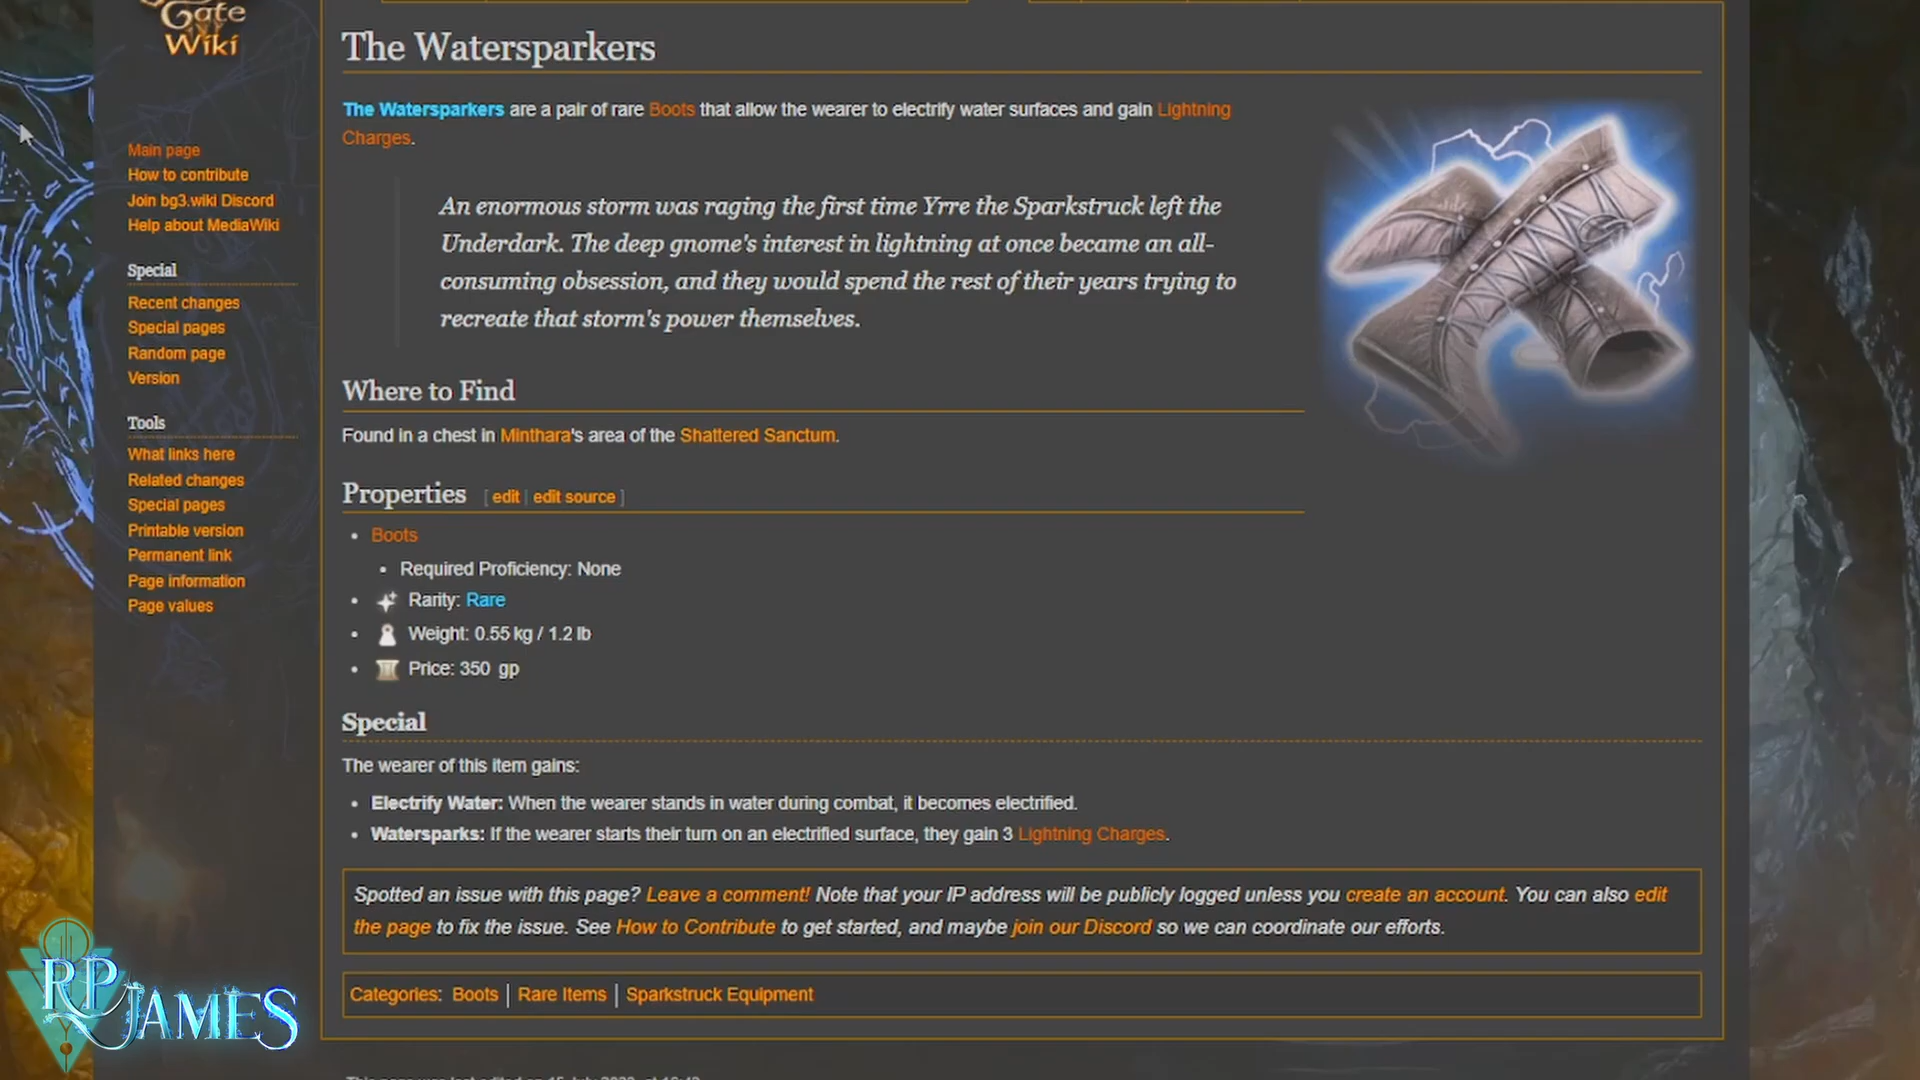 Gate
Wiki
The Watersparkers
The Watersparkers are a pair of rare Boots that allow the wearer to electrify water surfaces and gain Lightning
Charges.
Main page
How to contribute
Join bg3.wiki Discord
Help about MediaWiki
Special
Recent changes
Special pages
Random page
Version
Tools
What links here
Related changes
Special pages
Printable version
Permanent link
Page information
Page values
An enormous storm was raging the first time Yrre the Sparkstruck left the
Underdark. The deep gnome's interest in lightning at once became an all-
consuming obsession, and they would spend the rest of their years trying to
recreate that storm's power themselves.
Where to Find
Found in a chest in Minthara's area of the Shattered Sanctum.
Properties [ edit | edit source ]
• Boots
• Required Proficiency: None
• Rarity: Rare
• Weight: 0.55 kg / 1.2 lb
• Price: 350 gp
Special
The wearer of this item gains:
• Electrify Water: When the wearer stands in water during combat, it becomes electrified.
• Watersparks: If the wearer starts their turn on an electrified surface, they gain 3 Lightning Charges.
Spotted an issue with this page? Leave a comment! Note that your IP address will be publicly logged unless you create an account. You can also edit
the page to fix the issue. See How to Contribute to get started, and maybe join our Discord so we can coordinate our efforts.
Categories: Boots | Rare Items | Sparkstruck Equipment
RP
JAMES